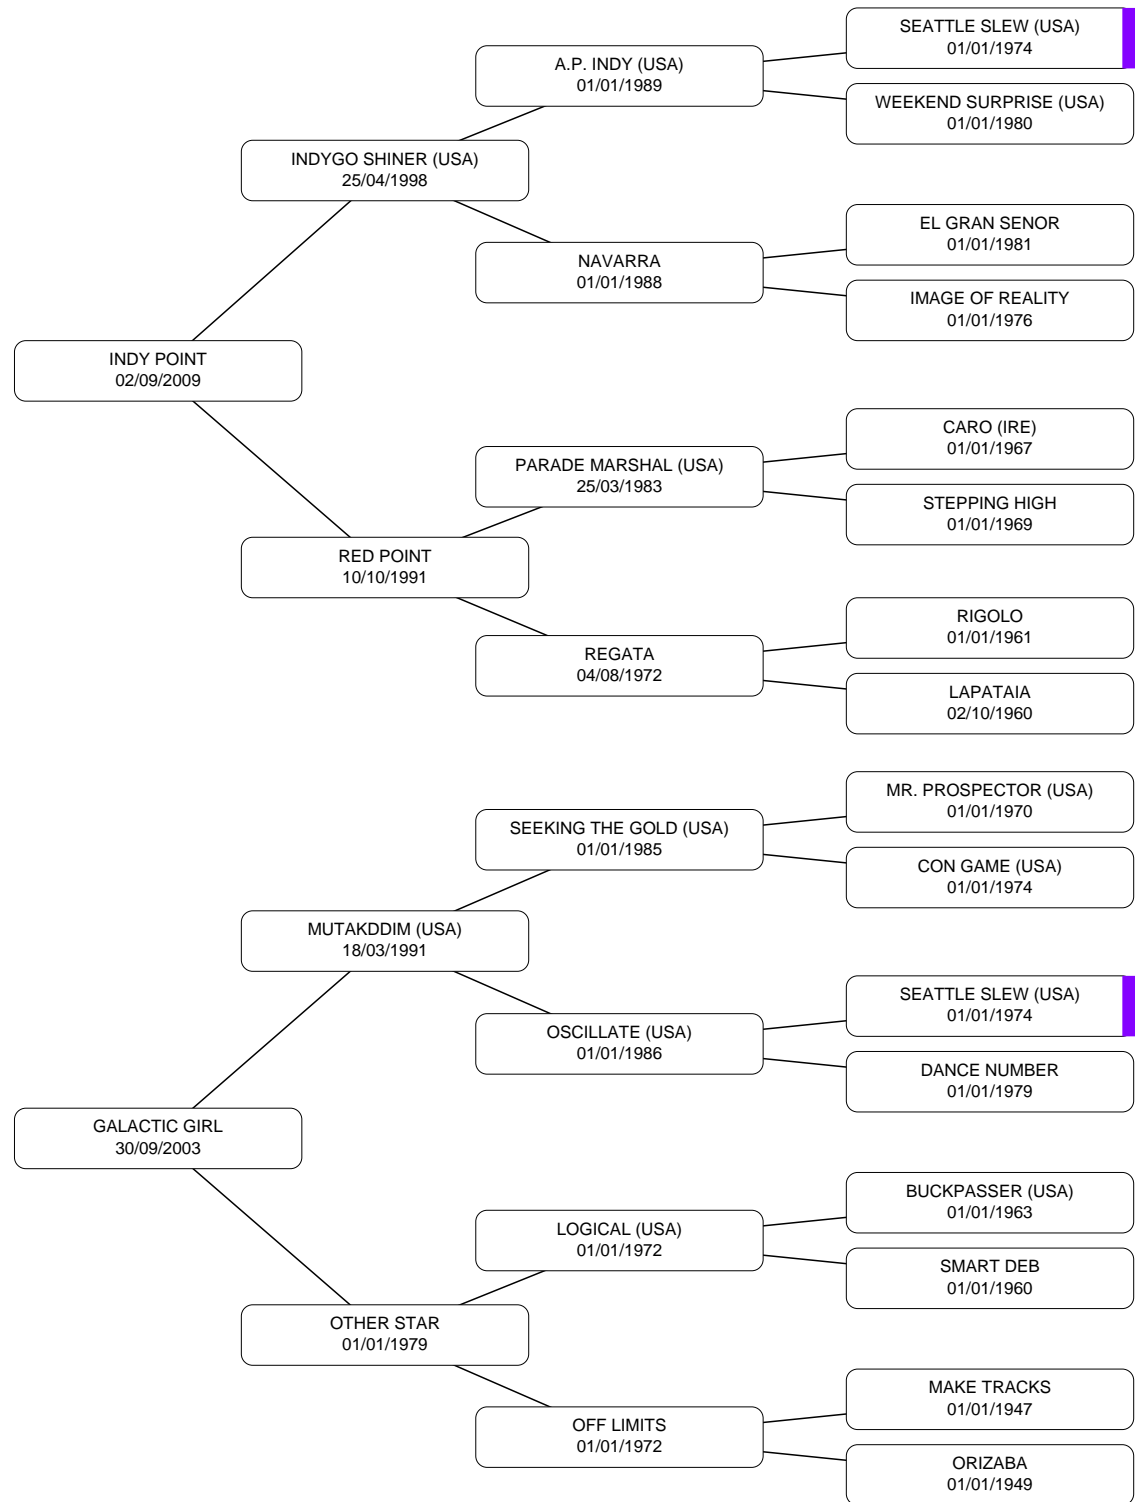 SEATTLE SLEW (USA)
01/01/1974
A.P. INDY (USA)
01/01/1989
WEEKEND SURPRISE (USA)
01/01/1980
INDYGO SHINER (USA)
25/04/1998
EL GRAN SENOR
01/01/1981
NAVARRA
01/01/1988
IMAGE OF REALITY
01/01/1976
INDY POINT
02/09/2009
CARO (IRE)
01/01/1967
PARADE MARSHAL (USA)
25/03/1983
STEPPING HIGH
01/01/1969
RED POINT
10/10/1991
RIGOLO
01/01/1961
REGATA
04/08/1972
LAPATAIA
02/10/1960
MR. PROSPECTOR (USA)
01/01/1970
SEEKING THE GOLD (USA)
01/01/1985
CON GAME (USA)
01/01/1974
MUTAKDDIM (USA)
18/03/1991
SEATTLE SLEW (USA)
01/01/1974
OSCILLATE (USA)
01/01/1986
DANCE NUMBER
01/01/1979
GALACTIC GIRL
30/09/2003
BUCKPASSER (USA)
01/01/1963
LOGICAL (USA)
01/01/1972
SMART DEB
01/01/1960
OTHER STAR
01/01/1979
MAKE TRACKS
01/01/1947
OFF LIMITS
01/01/1972
ORIZABA
01/01/1949